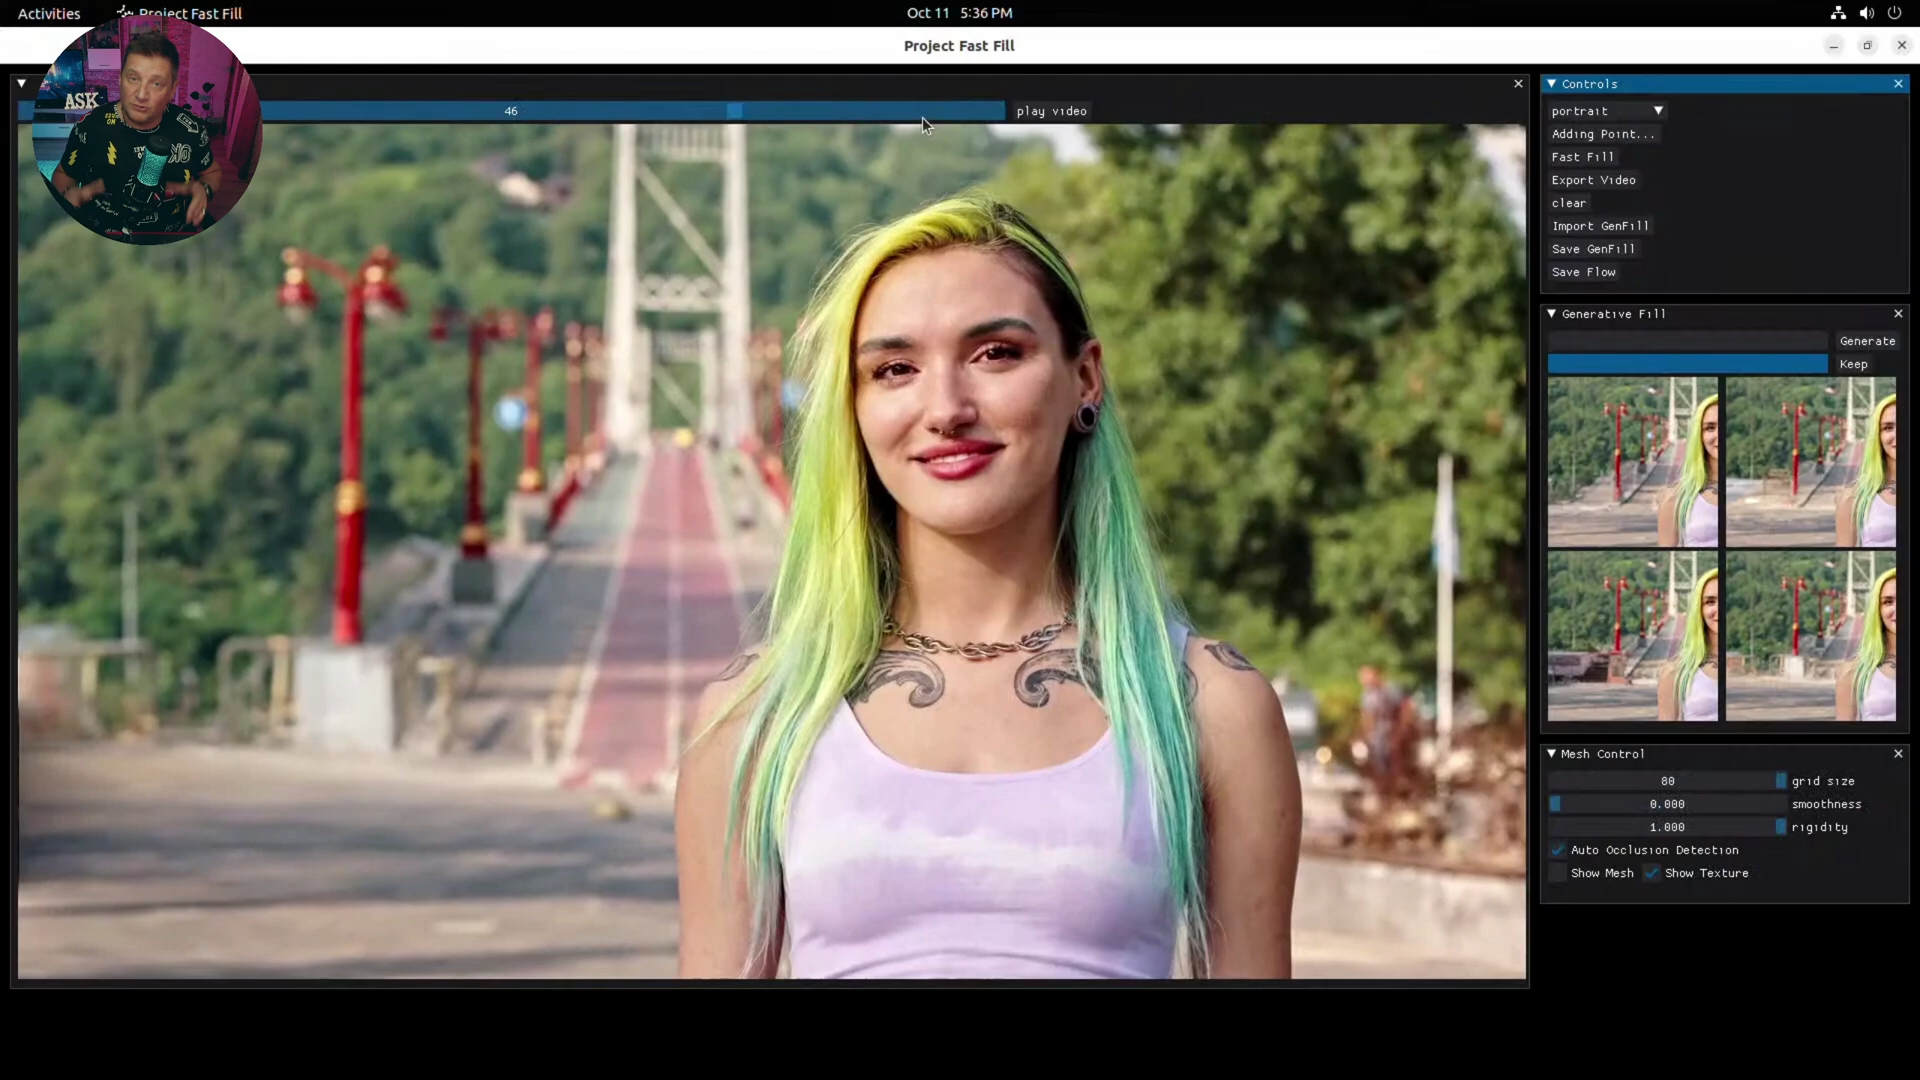 Activities
Project Fast Fill
Oct 11 5:36 PM
Project Fast Fill
ASK
46
play video
Controls
portrait
Adding Point...
Fast Fill
Export Video
clear
Import GenFill
Save GenFill
Save Flow
Generative Fill
Generate
Keep
Mesh Control
80 grid size
0.000 smoothness
1.000 rigidity
Auto Occlusion Detection
Show Mesh Show Texture